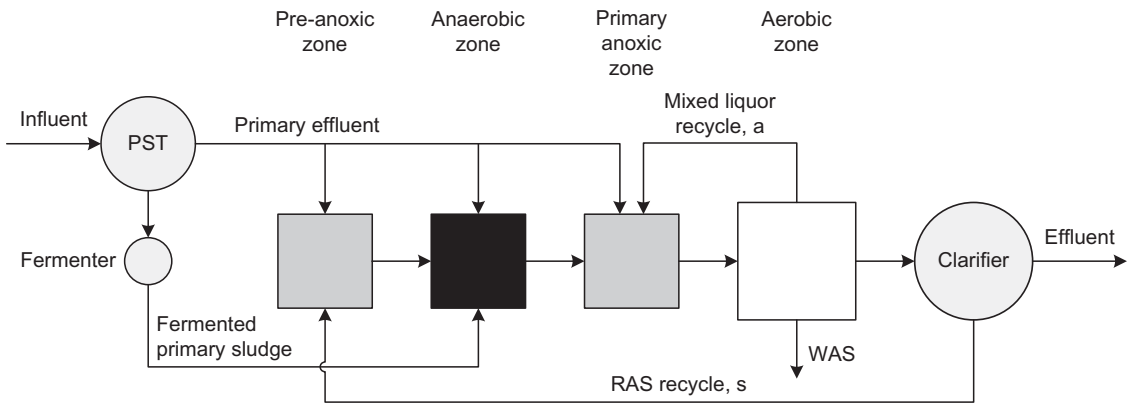 Pre-anoxic
zone
Anaerobic
zone
Primary
anoxic
zone
Aerobic
zone
Influent
PST
Primary effluent
Mixed liquor
recycle, a
Fermenter
Clarifier
Effluent
Fermented
primary sludge
WAS
RAS recycle, s